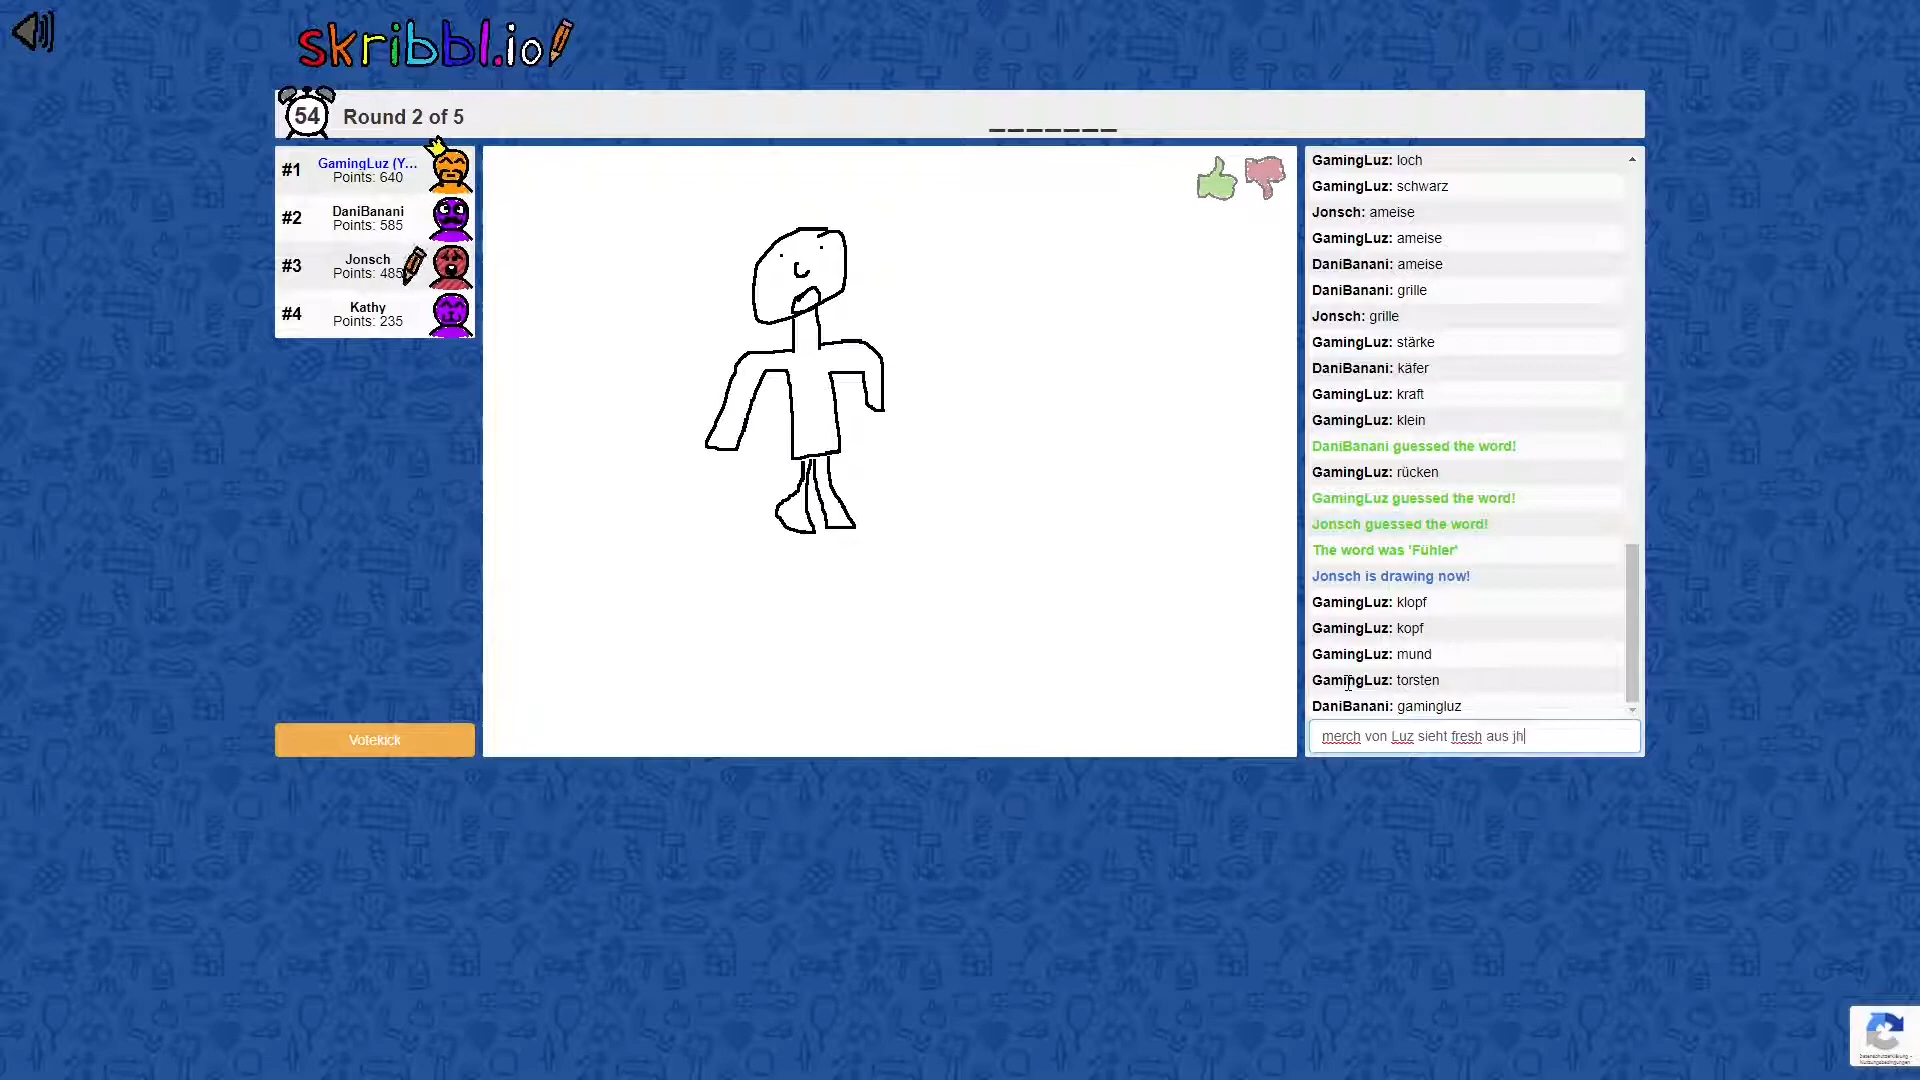 skribbl.io
54
Round 2 of 5
_______
#1
GamingLuz (Y...
Points: 640
#2
DaniBanani
Points: 585
#3
Jonsch
Points: 485
#4
Kathy
Points: 235
Votekick
GamingLuz: loch
GamingLuz: schwarz
Jonsch: ameise
GamingLuz: ameise
DaniBanani: ameise
DaniBanani: grille
Jonsch: grille
GamingLuz: stärke
DaniBanani: käfer
GamingLuz: kraft
GamingLuz: klein
DaniBanani guessed the word!
GamingLuz: rücken
GamingLuz guessed the word!
Jonsch guessed the word!
The word was 'Fühler'
Jonsch is drawing now!
GamingLuz: klopf
GamingLuz: kopf
GamingLuz: mund
GamingLuz: torsten
DaniBanani: gamingluz
merch von Luz sieht fresh aus jh